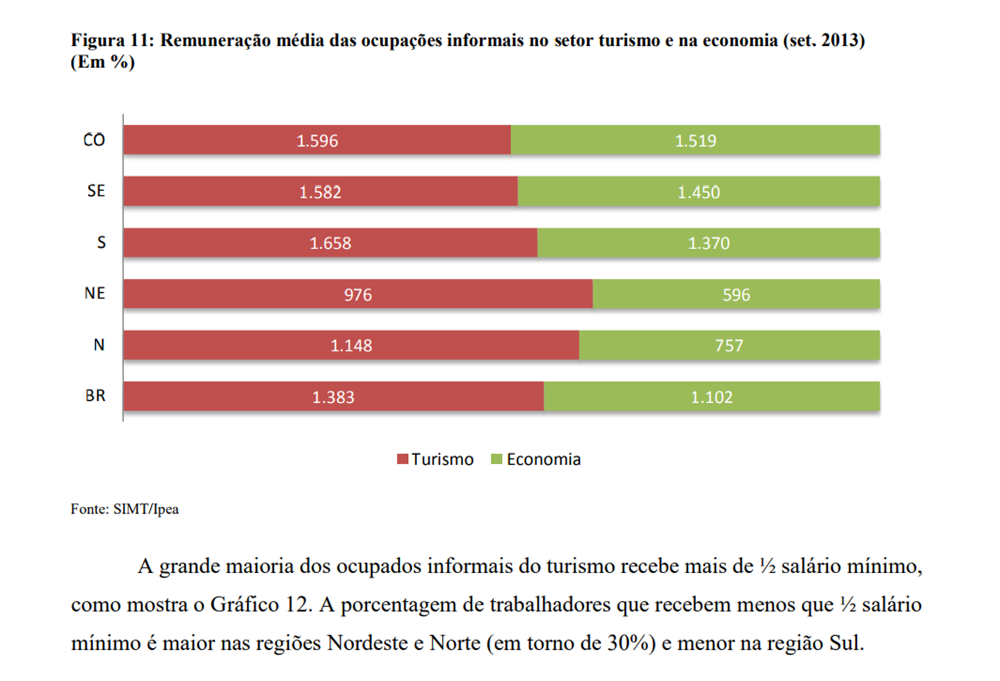 Figura 11: Remuneração média das ocupações informais no setor turismo e na economia (set. 2013)
(Em %)
CO 1.596 1.519
SE 1.582 1.450
S 1.658 1.370
NE 976 596
N 1.148 757
BR 1.383 1.102
Turismo Economia
Fonte: SIMT/Ipea
A grande maioria dos ocupados informais do turismo recebe mais de ½ salário mínimo,
como mostra o Gráfico 12. A porcentagem de trabalhadores que recebem menos que ½ salário
mínimo é maior nas regiões Nordeste e Norte (em torno de 30%) e menor na região Sul.